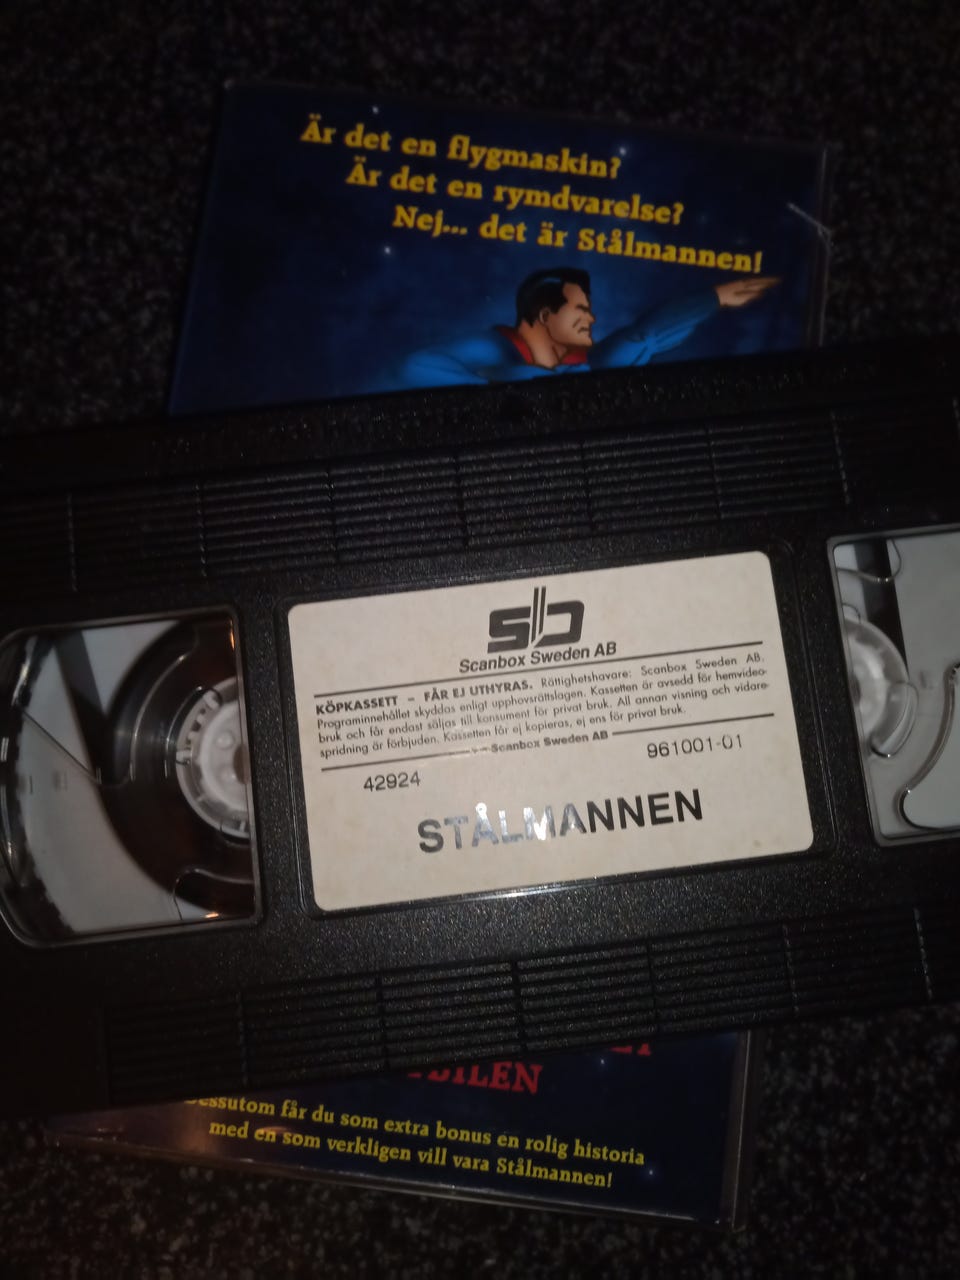 Är det en flygmaskin?
Är det en rymdvarelse?
Nej... det är Stålmannen!
Scanbox Sweden AB
KÖPKASSETT – FÅR EJ UTHYRAS. Rättighetshavare: Scanbox Sweden AB.
Programinnehållet skyddas enligt upphovsrättslagen. Kassetten är avsedd för hemvideo-
bruk och får endast säljas till konsument för privat bruk. All annan visning och vidare-
spridning är förbjuden. Kassetten får ej kopieras, ej ens för privat bruk.
Scanbox Sweden AB
42924 961001-01
STÅLMANNEN
Dessutom får du som extra bonus en rolig historia
med en som verkligen vill vara Stålmannen!